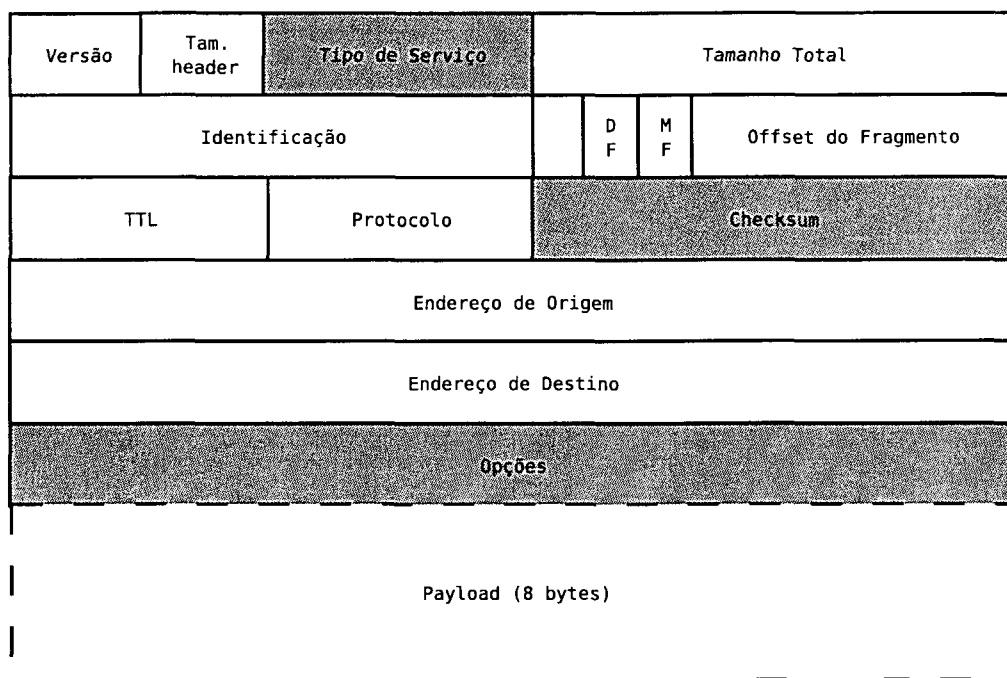 Versão
Tam.
header
Tipo de Serviço
Tamanho Total
Identificação
D
F
M
F
Offset do Fragmento
TTL
Protocolo
Checksum
Endereço de Origem
Endereço de Destino
Opções
Payload (8 bytes)